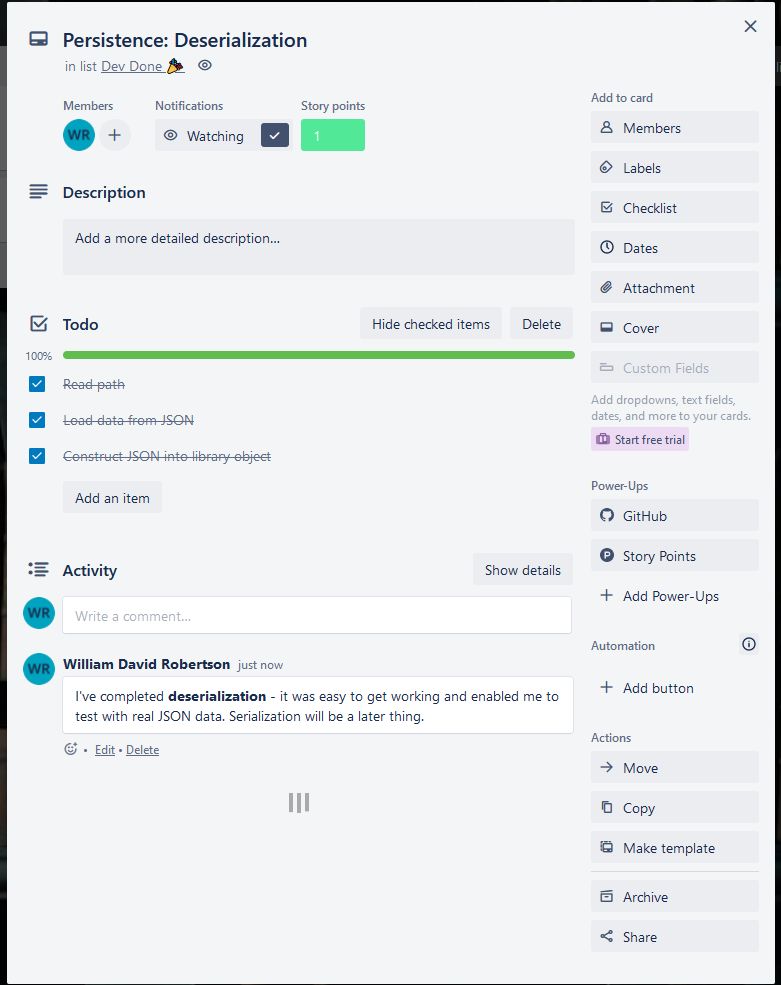 Persistence: Deserialization
in list Dev Done 🎉
Members
Notifications
Story points
WR
Watching
1
Description
Add a more detailed description...
Todo
Hide checked items
Delete
100%
Read path
Load data from JSON
Construct JSON into library object
Add an item
Activity
Show details
WR
Write a comment...
WR
William David Robertson just now
I've completed deserialization - it was easy to get working and enabled me to
test with real JSON data. Serialization will be a later thing.
• Edit • Delete
Add to card
Members
Labels
Checklist
Dates
Attachment
Cover
Custom Fields
Add dropdowns, text fields,
dates, and more to your cards.
Start free trial
Power-Ups
GitHub
P
Story Points
Add Power-Ups
Automation
Add button
Actions
Move
Copy
Make template
Archive
Share